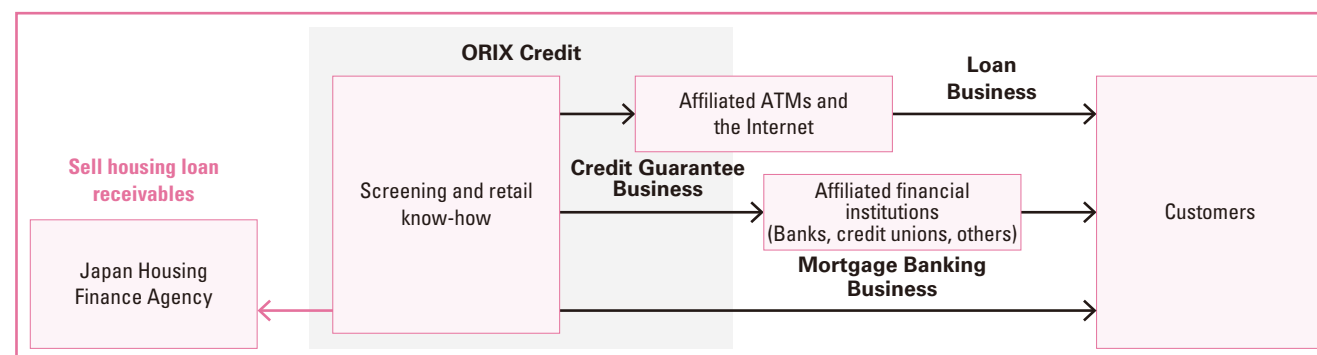 ORIX Credit
Sell housing loan
receivables
Japan Housing
Finance Agency
Screening and retail
know-how
Affiliated ATMs and
the Internet
Loan
Business
Credit Guarantee
Business
Affiliated financial
institutions
(Banks, credit unions, others)
Mortgage Banking
Business
Customers